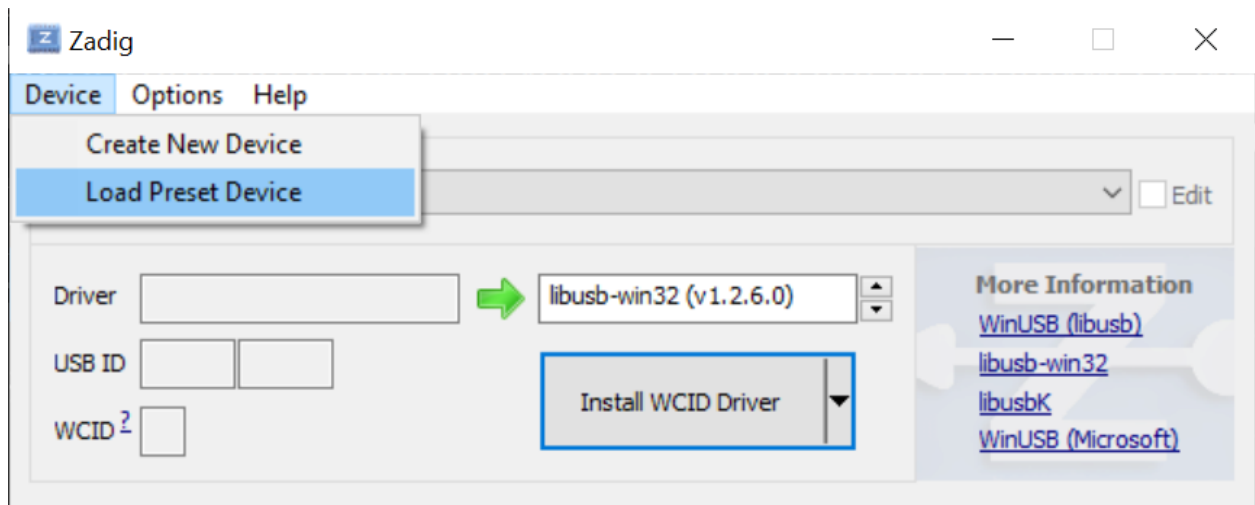 Z Zadig
Device Options Help
Create New Device
Load Preset Device
Edit
Driver
libusb-win32 (v1.2.6.0)
USB ID
WCID ?
Install WCID Driver
More Information
WinUSB (libusb)
libusb-win32
libusbK
WinUSB (Microsoft)